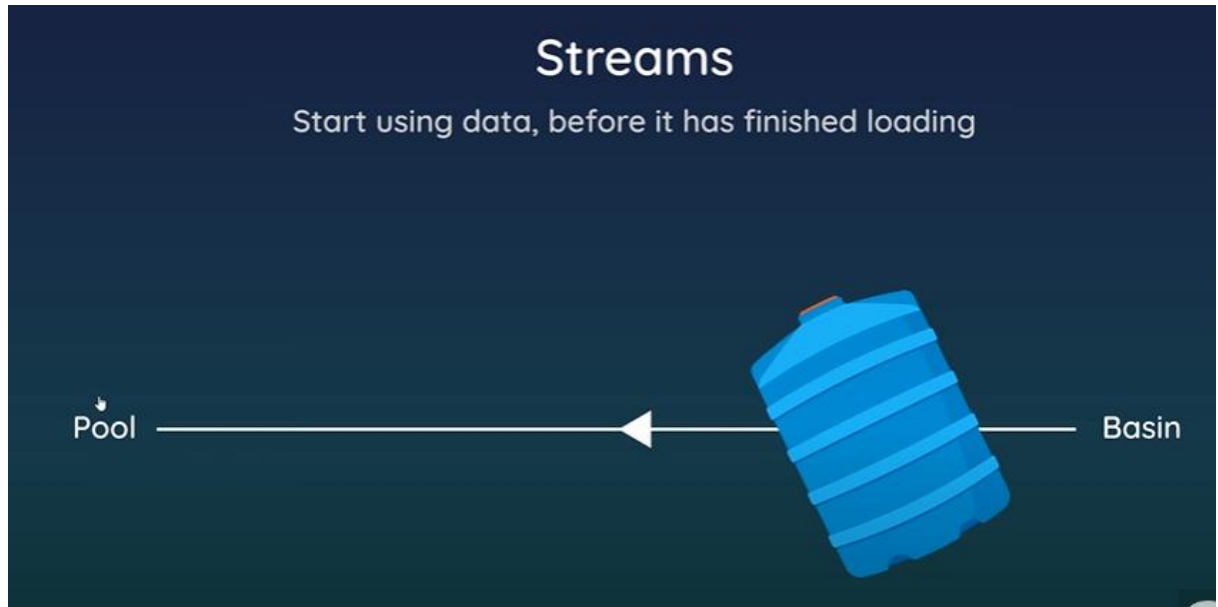 Streams
Start using data, before it has finished loading
Pool
Basin